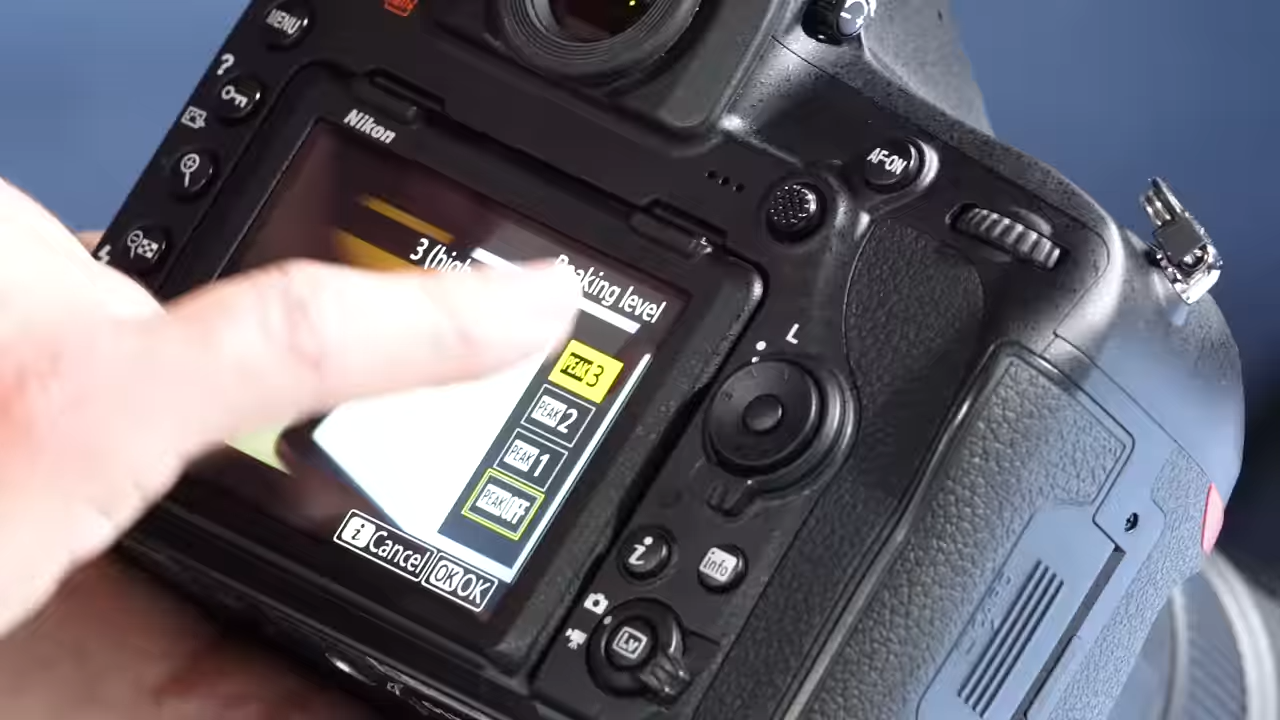 MENU
?
Nikon
AF-ON
3 (high
Peaking level
PEAK 3
PEAK 2
PEAK 1
PEAK OFF
i Cancel
OK OK
L
i
info
Lv